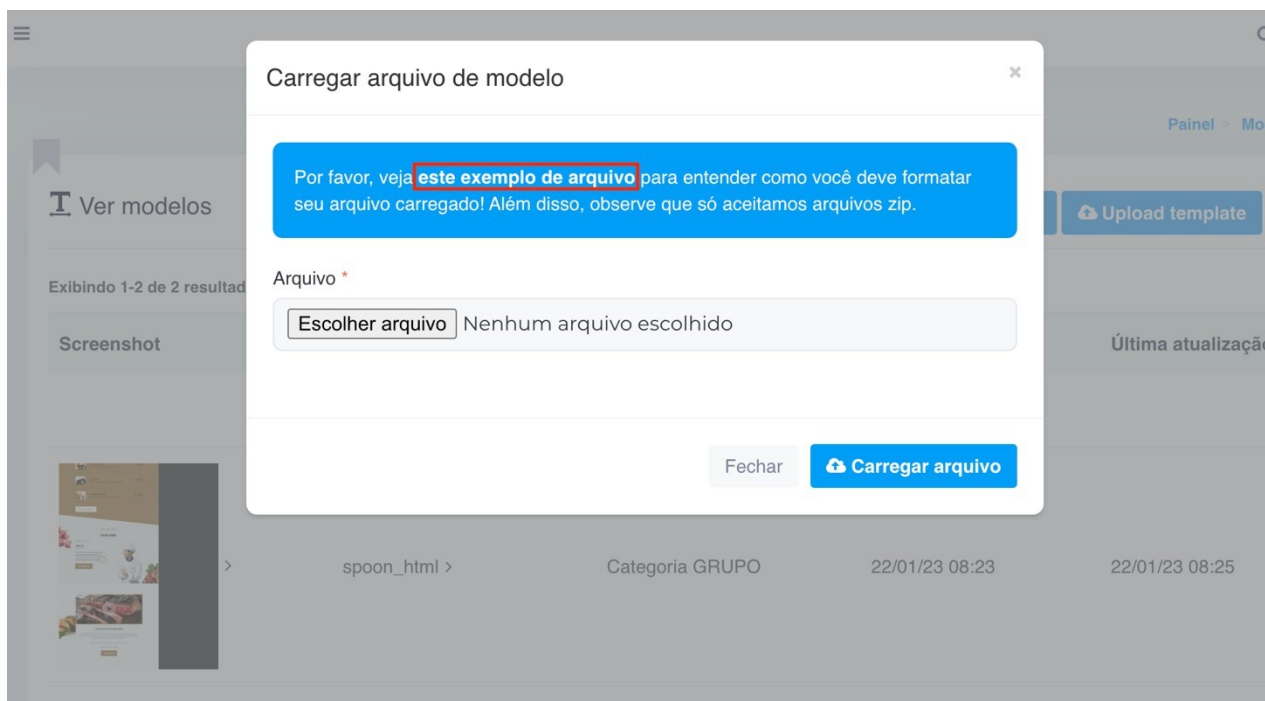 Carregar arquivo de modelo
×
Painel > Mo
Por favor, veja este exemplo de arquivo para entender como você deve formatar
seu arquivo carregado! Além disso, observe que só aceitamos arquivos zip.
Ver modelos
Upload template
Exibindo 1-2 de 2 resultad
Arquivo *
Escolher arquivo Nenhum arquivo escolhido
Screenshot
Última atualizaçã
Fechar
Carregar arquivo
> spoon_html > Categoria GRUPO 22/01/23 08:23 22/01/23 08:25